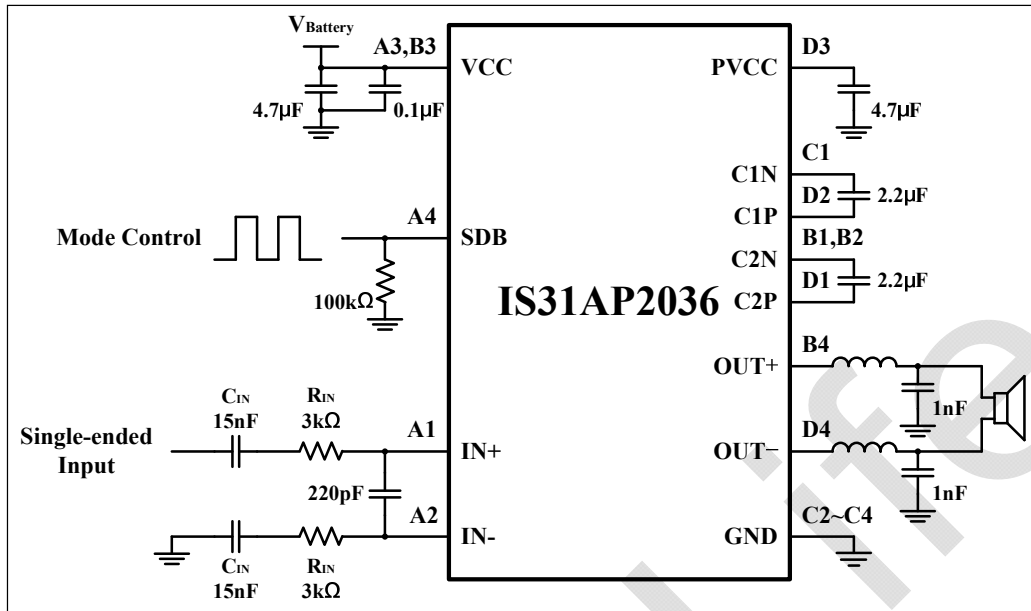 VBattery
A3,B3
VCC
4.7µF
0.1µF
Mode Control
A4
SDB
100kΩ
CIN
15nF
RIN
3kΩ
Single-ended
Input
A1
IN+
220pF
A2
IN-
CIN
15nF
RIN
3kΩ
IS31AP2036
D3
PVCC
4.7µF
C1
C1N
D2
2.2µF
C1P
B1,B2
C2N
D1
2.2µF
C2P
B4
OUT+
1nF
D4
OUT−
1nF
C2~C4
GND